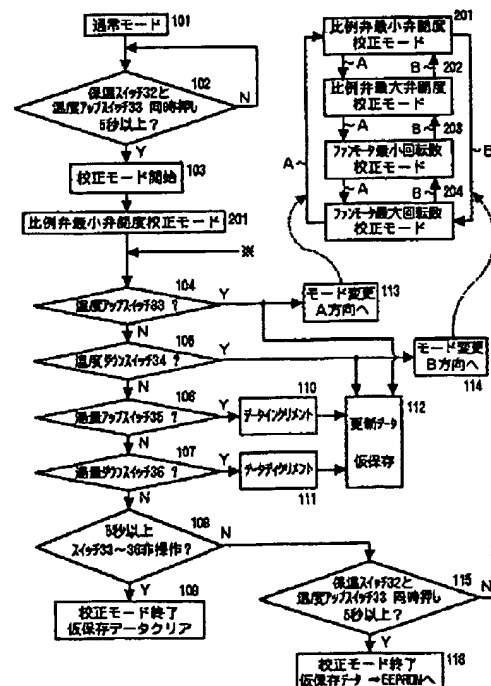 通常モード
101
保温スイッチ32と
温度アップスイッチ33 同時押し
5秒以上?
102
N
Y
校正モード開始
103
比例弁最小弁開度校正モード
201
※
温度アップスイッチ33 ?
104
Y
N
温度ダウンスイッチ34 ?
105
Y
N
湯量アップスイッチ35 ?
106
Y
N
データインクリメント
110
湯量ダウンスイッチ36 ?
107
Y
N
データディクリメント
111
更新データ
仮保存
112
モード変更
A方向へ
113
モード変更
B方向へ
114
5秒以上
スイッチ33〜36非操作?
108
N
Y
校正モード終了
仮保存データクリア
109
保温スイッチ32と
温度アップスイッチ33 同時押し
5秒以上?
115
N
Y
校正モード終了
仮保存データ ⇒EEPROMへ
116
比例弁最小弁開度
校正モード
201
A
B
202
比例弁最大弁開度
校正モード
A
B
203
ファンモータ最小回転数
校正モード
A
B
204
ファンモータ最大回転数
校正モード
A
B